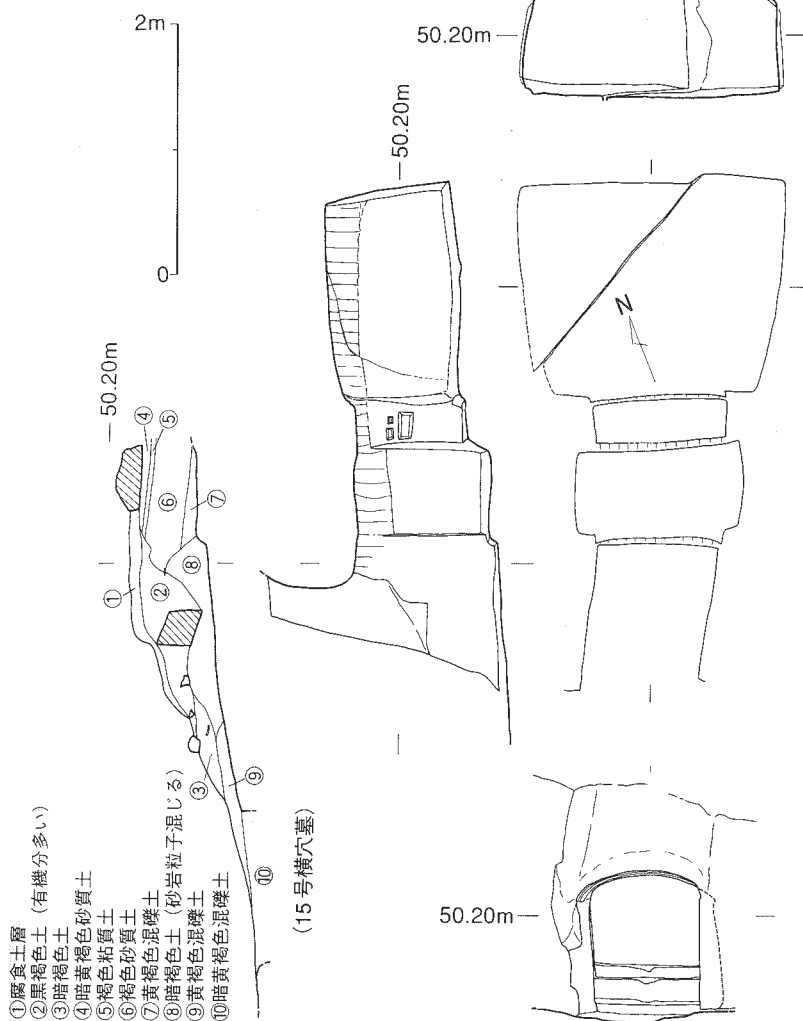 2m
0
50.20m
50.20m
50.20m
50.20m
N
④
⑤
⑥
⑦
⑧
①
②
③
⑨
⑩
(15号横穴墓)
①腐食土層
②黒褐色土（有機分多い）
③暗褐色土
④暗黄褐色砂質土
⑤褐色粘質土
⑥褐色砂質土
⑦黄褐色混礫土
⑧暗褐色土（砂岩粒子混じる）
⑨黄褐色混礫土
⑩暗黄褐色混礫土